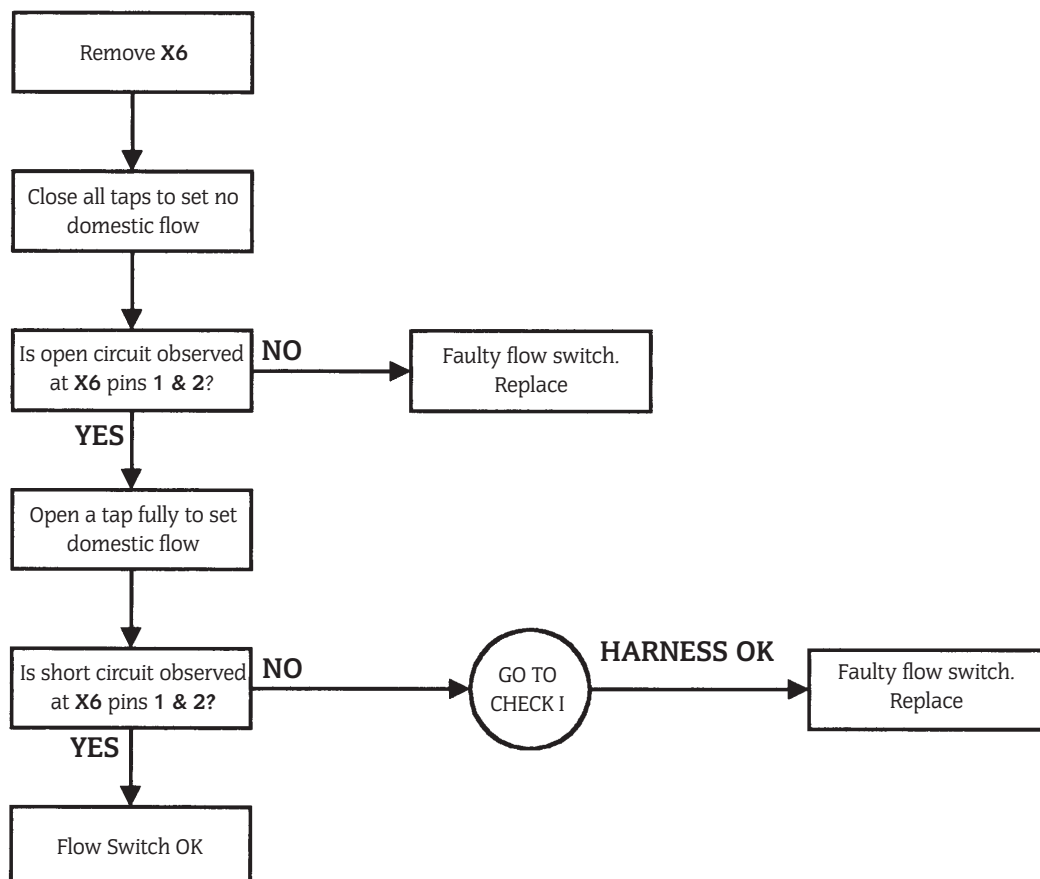 Remove X6
Close all taps to set no
domestic flow
Is open circuit observed
at X6 pins 1 & 2?
NO
Faulty flow switch.
Replace
YES
Open a tap fully to set
domestic flow
Is short circuit observed
at X6 pins 1 & 2?
NO
GO TO
CHECK I
HARNESS OK
Faulty flow switch.
Replace
YES
Flow Switch OK